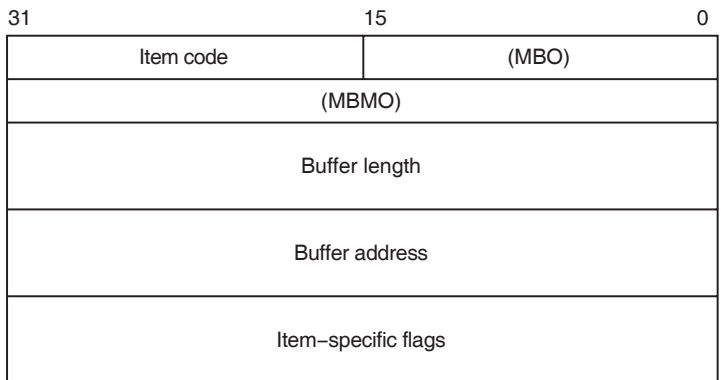 31 15 0
Item code (MBO)
(MBMO)
Buffer length
Buffer address
Item−specific flags